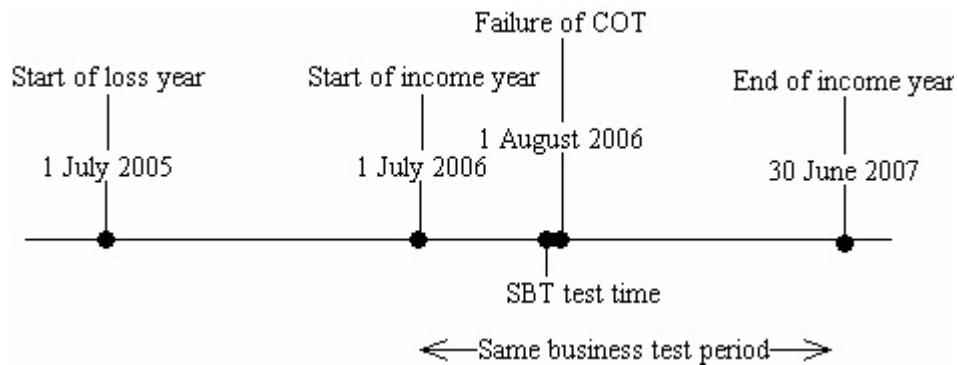 Failure of COT
Start of loss year
Start of income year
End of income year
1 August 2006
1 July 2005
1 July 2006
30 June 2007
SBT test time
Same business test period